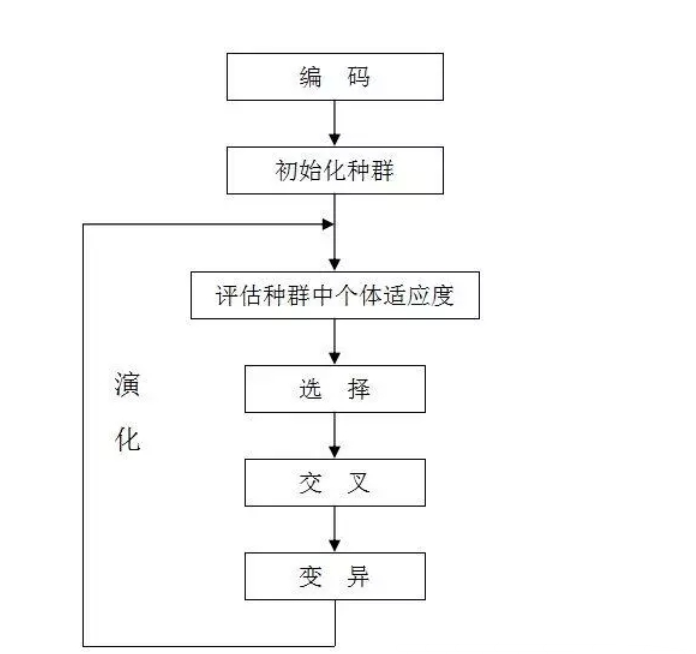 编 码
初始化种群
评估种群中个体适应度
选 择
交 叉
变 异
演
化